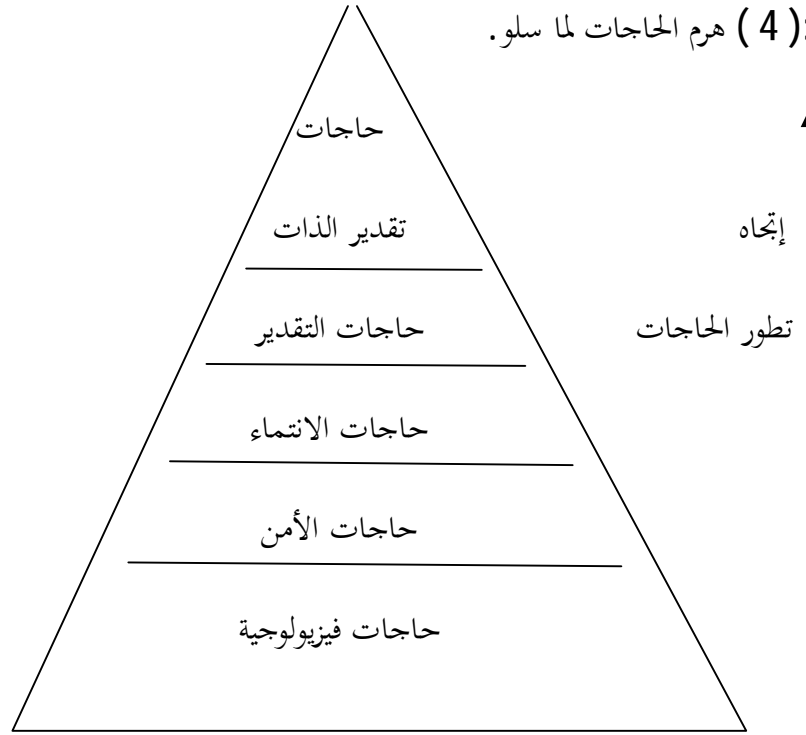 ( 4 ) هرم الحاجات لما سلو.
حاجات
تقدير الذات
إتجاه
حاجات التقدير
تطور الحاجات
حاجات الانتماء
حاجات الأمن
حاجات فيزيولوجية